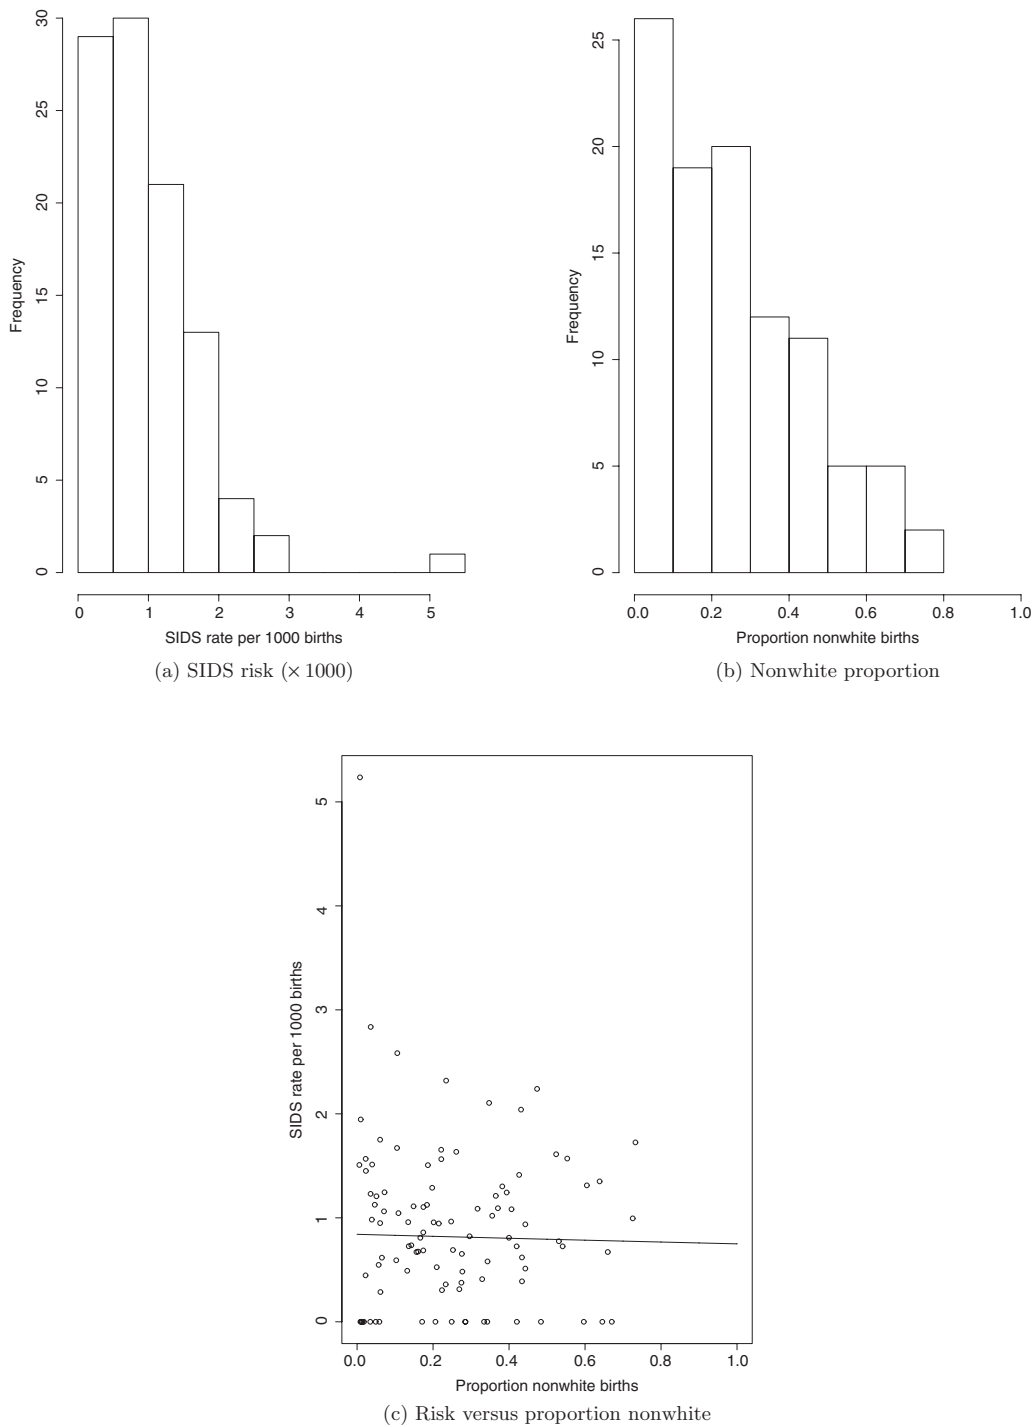 30
25
20
15
10
5
0
Frequency
0 1 2 3 4 5
SIDS rate per 1000 births
(a) SIDS risk (× 1000)
25
20
15
10
5
0
Frequency
0.0 0.2 0.4 0.6 0.8 1.0
Proportion nonwhite births
(b) Nonwhite proportion
5
4
3
2
1
0
SIDS rate per 1000 births
0.0 0.2 0.4 0.6 0.8 1.0
Proportion nonwhite births
(c) Risk versus proportion nonwhite